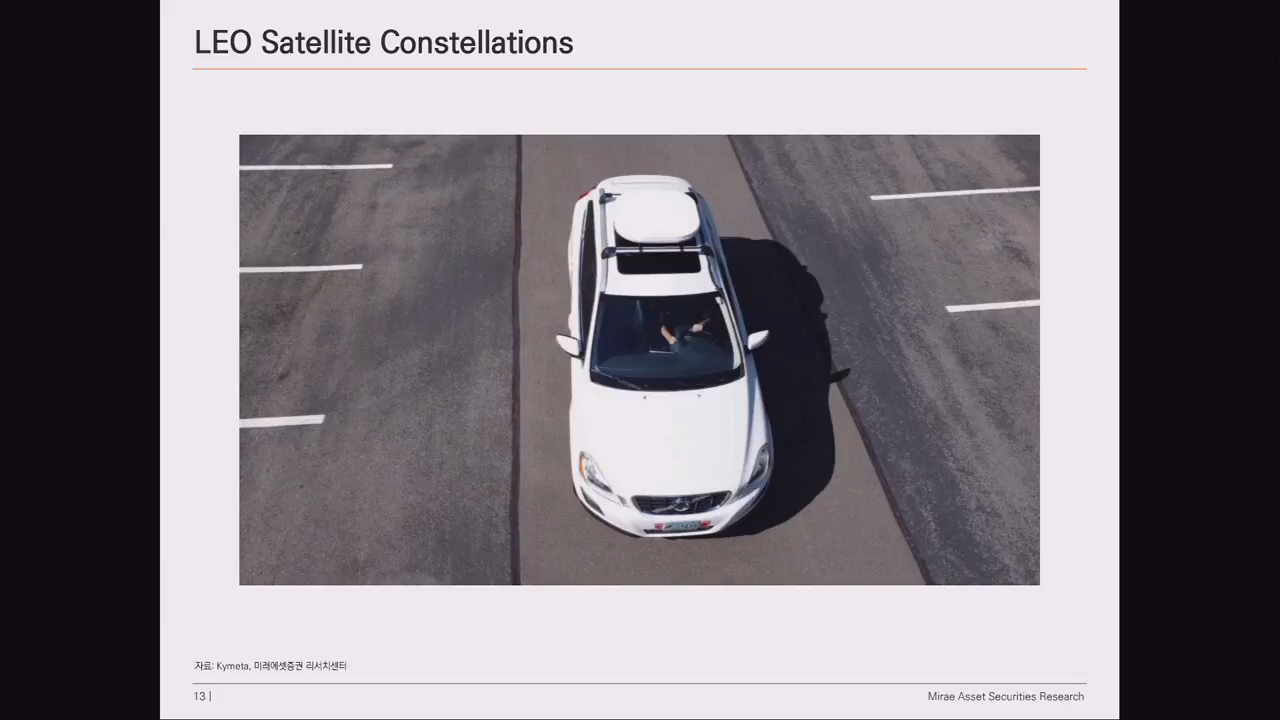 LEO Satellite Constellations
자료: Kymeta, 미래에셋증권 리서치센터
13 |
Mirae Asset Securities Research